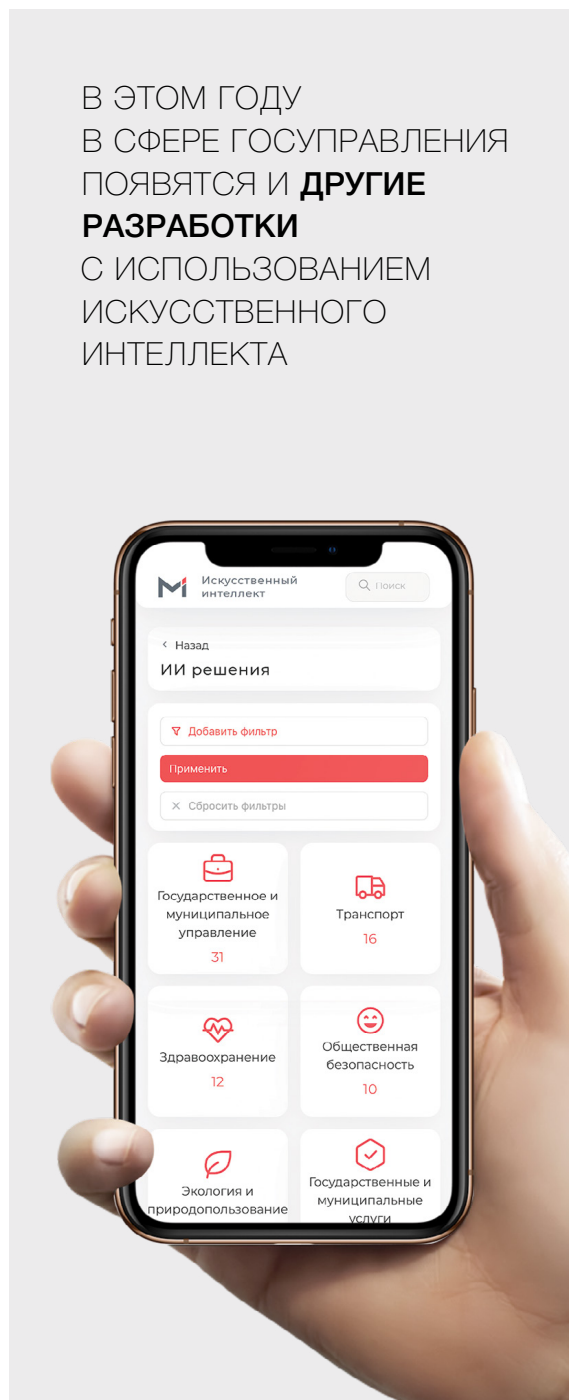 В ЭТОМ ГОДУ
В СФЕРЕ ГОСУПРАВЛЕНИЯ
ПОЯВЯТСЯ И ДРУГИЕ
РАЗРАБОТКИ
С ИСПОЛЬЗОВАНИЕМ
ИСКУССТВЕННОГО
ИНТЕЛЛЕКТА
Искусственный
интеллект
Поиск
Назад
ИИ решения
Добавить фильтр
Применить
Сбросить фильтры
Государственное и
муниципальное
управление
31
Транспорт
16
Здравоохранение
12
Общественная
безопасность
10
Экология и
природопользование
Государственные и
муниципальные
услуги